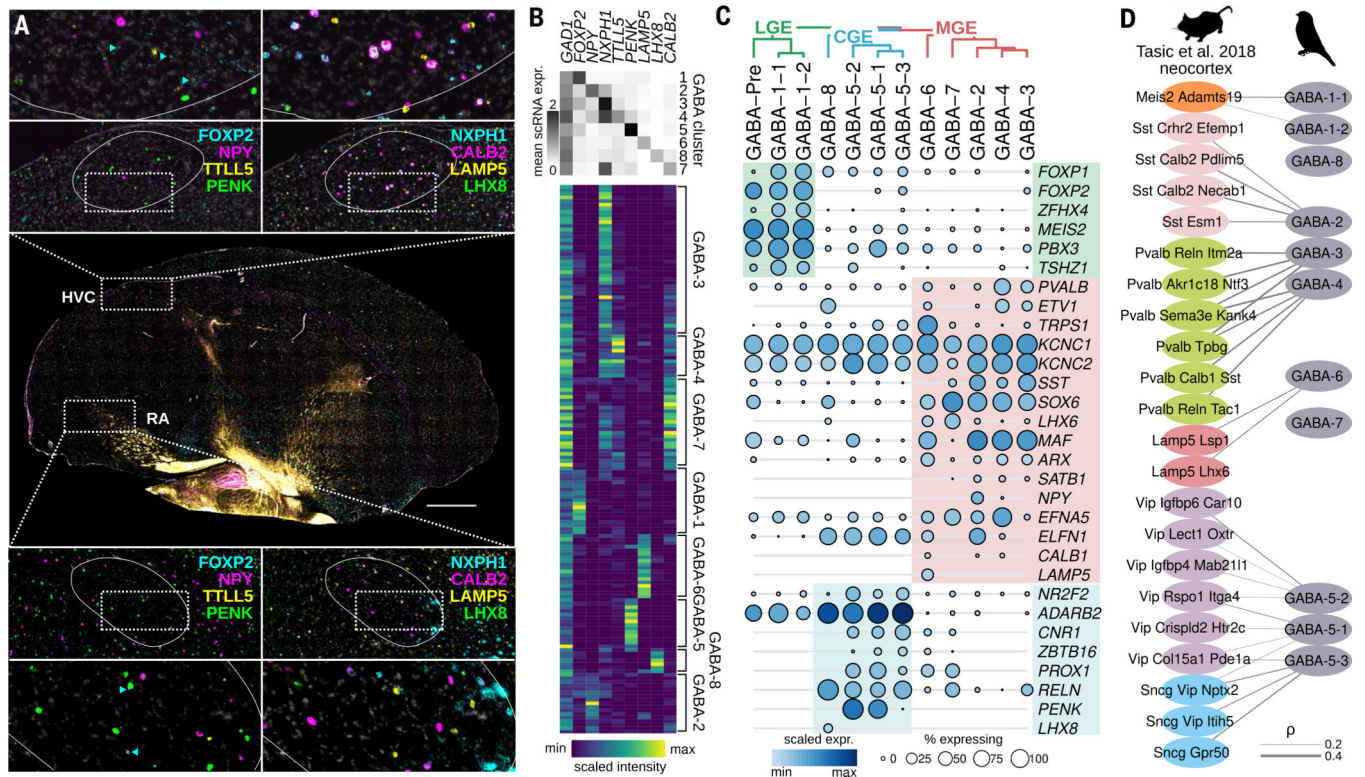 A
FOXP2
NPY
TTLL5
PENK
NXPH1
CALB2
LAMP5
LHX8
HVC
RA
FOXP2
NPY
TTLL5
PENK
NXPH1
CALB2
LAMP5
LHX8
B
GAD1
FOXP2
NPY
NXPH1
TTLL5
PENK
LAMP5
LHX8
CALB2
mean scRNA expr.
2
0
1
2
3
4
5
6
8
7
GABA cluster
GABA-3
GABA-4
GABA-7
GABA-1
GABA-6
GABA-5
GABA-8
GABA-2
min max
scaled intensity
C
LGE
CGE
MGE
GABA-Pre
GABA-1-1
GABA-1-2
GABA-8
GABA-5-2
GABA-5-1
GABA-5-3
GABA-6
GABA-7
GABA-2
GABA-4
GABA-3
FOXP1
FOXP2
ZFHX4
MEIS2
PBX3
TSHZ1
PVALB
ETV1
TRPS1
KCNC1
KCNC2
SST
SOX6
LHX6
MAF
ARX
SATB1
NPY
EFNA5
ELFN1
CALB1
LAMP5
NR2F2
ADARB2
CNR1
ZBTB16
PROX1
RELN
PENK
LHX8
scaled expr.
min max
% expressing
0 25 50 75 100
D
Tasic et al. 2018
neocortex
Meis2 Adamts19
Sst Crhr2 Efemp1
Sst Calb2 Pdlim5
Sst Calb2 Necab1
Sst Esm1
Pvalb Reln Itm2a
Pvalb Akr1c18 Ntf3
Pvalb Sema3e Kank4
Pvalb Tpbg
Pvalb Calb1 Sst
Pvalb Reln Tac1
Lamp5 Lsp1
Lamp5 Lhx6
Vip Igfbp6 Car10
Vip Lect1 Oxtr
Vip Igfbp4 Mab21l1
Vip Rspo1 Itga4
Vip Crispld2 Htr2c
Vip Col15a1 Pde1a
Sncg Vip Nptx2
Sncg Vip Itih5
Sncg Gpr50
GABA-1-1
GABA-1-2
GABA-8
GABA-2
GABA-3
GABA-4
GABA-6
GABA-7
GABA-5-2
GABA-5-1
GABA-5-3
ρ
0.2
0.4